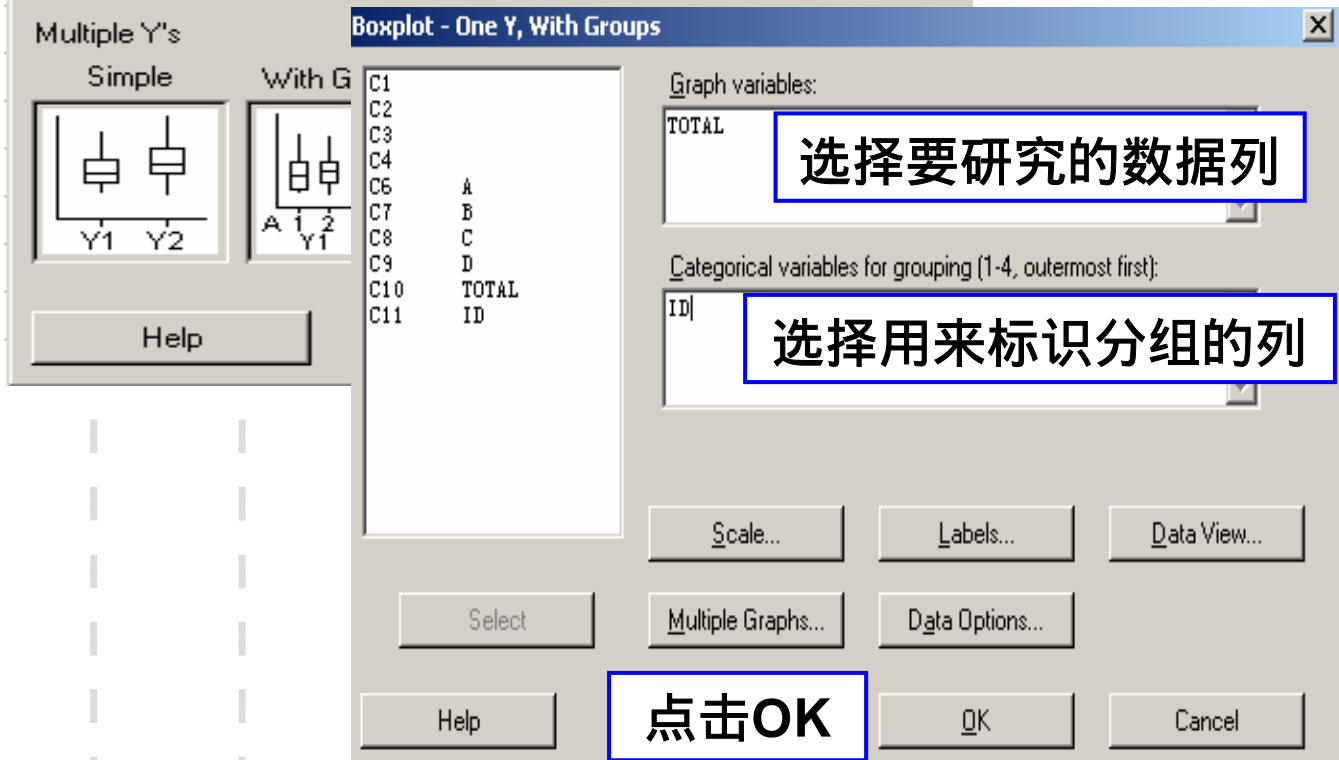 Multiple Y's
Simple
With G
Y1 Y2
A 1 2
Y1
Help
Boxplot - One Y, With Groups
X
C1
C2
C3
C4
C6 A
C7 B
C8 C
C9 D
C10 TOTAL
C11 ID
Graph variables:
TOTAL
选择要研究的数据列
Categorical variables for grouping (1-4, outermost first):
ID
选择用来标识分组的列
Scale...
Labels...
Data View...
Select
Multiple Graphs...
Data Options...
Help
点击OK
OK
Cancel